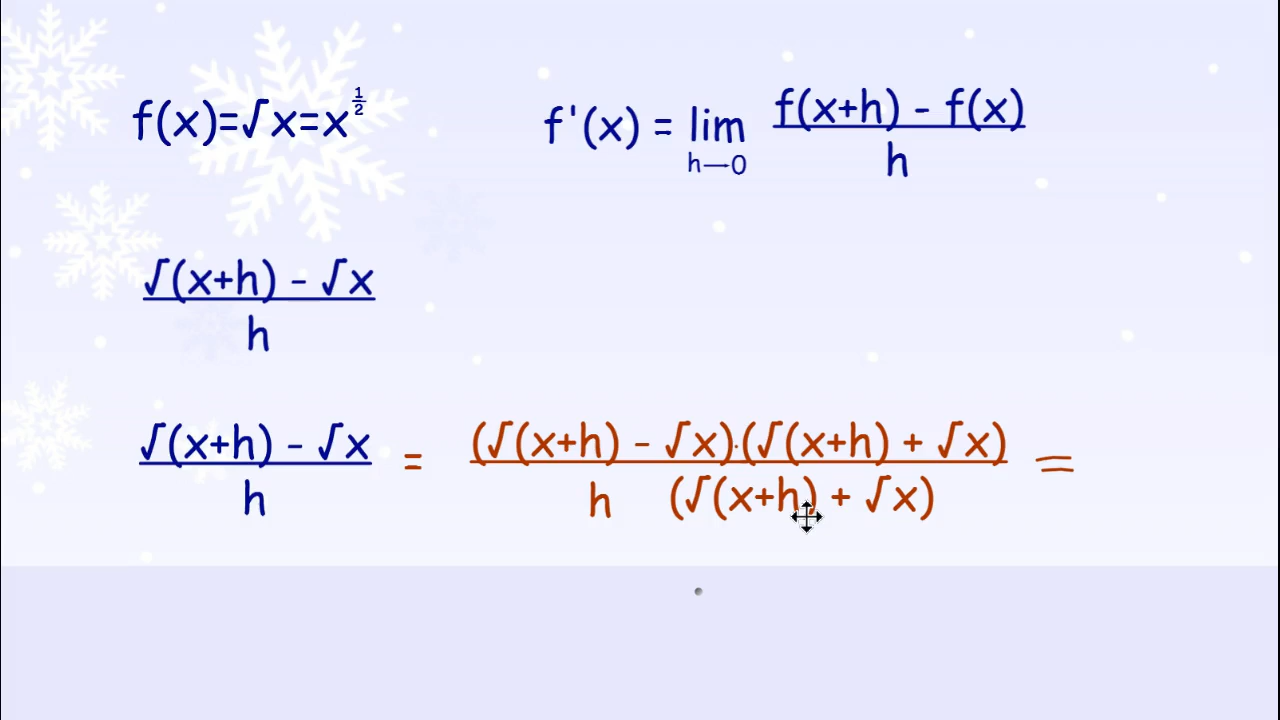 f(x)=√x=x^½
f'(x) = lim h→0 f(x+h) - f(x) / h
√(x+h) - √x / h
√(x+h) - √x / h = (√(x+h) - √x)·(√(x+h) + √x) / h (√(x+h) + √x) =